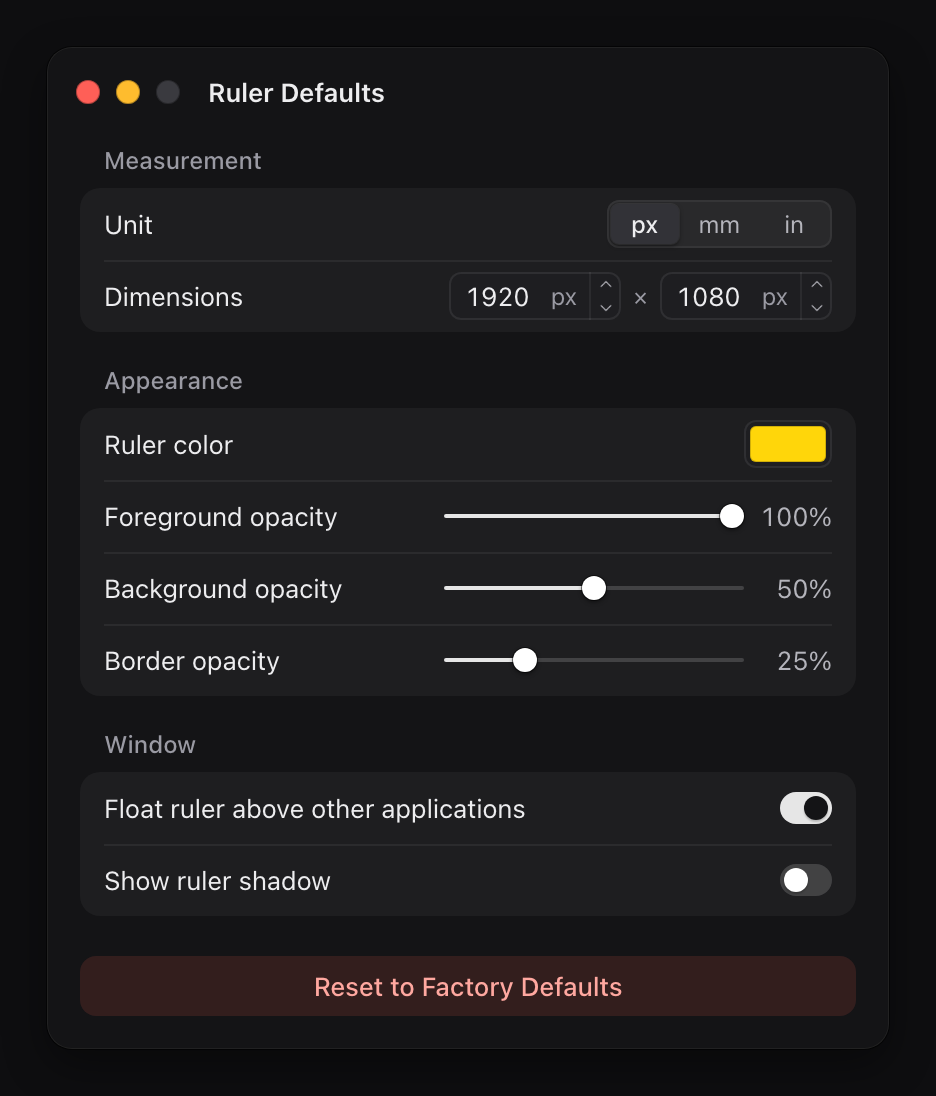 Ruler Defaults
Measurement
Unit px mm in
Dimensions 1920 px × 1080 px
Appearance
Ruler color
Foreground opacity 100%
Background opacity 50%
Border opacity 25%
Window
Float ruler above other applications
Show ruler shadow
Reset to Factory Defaults